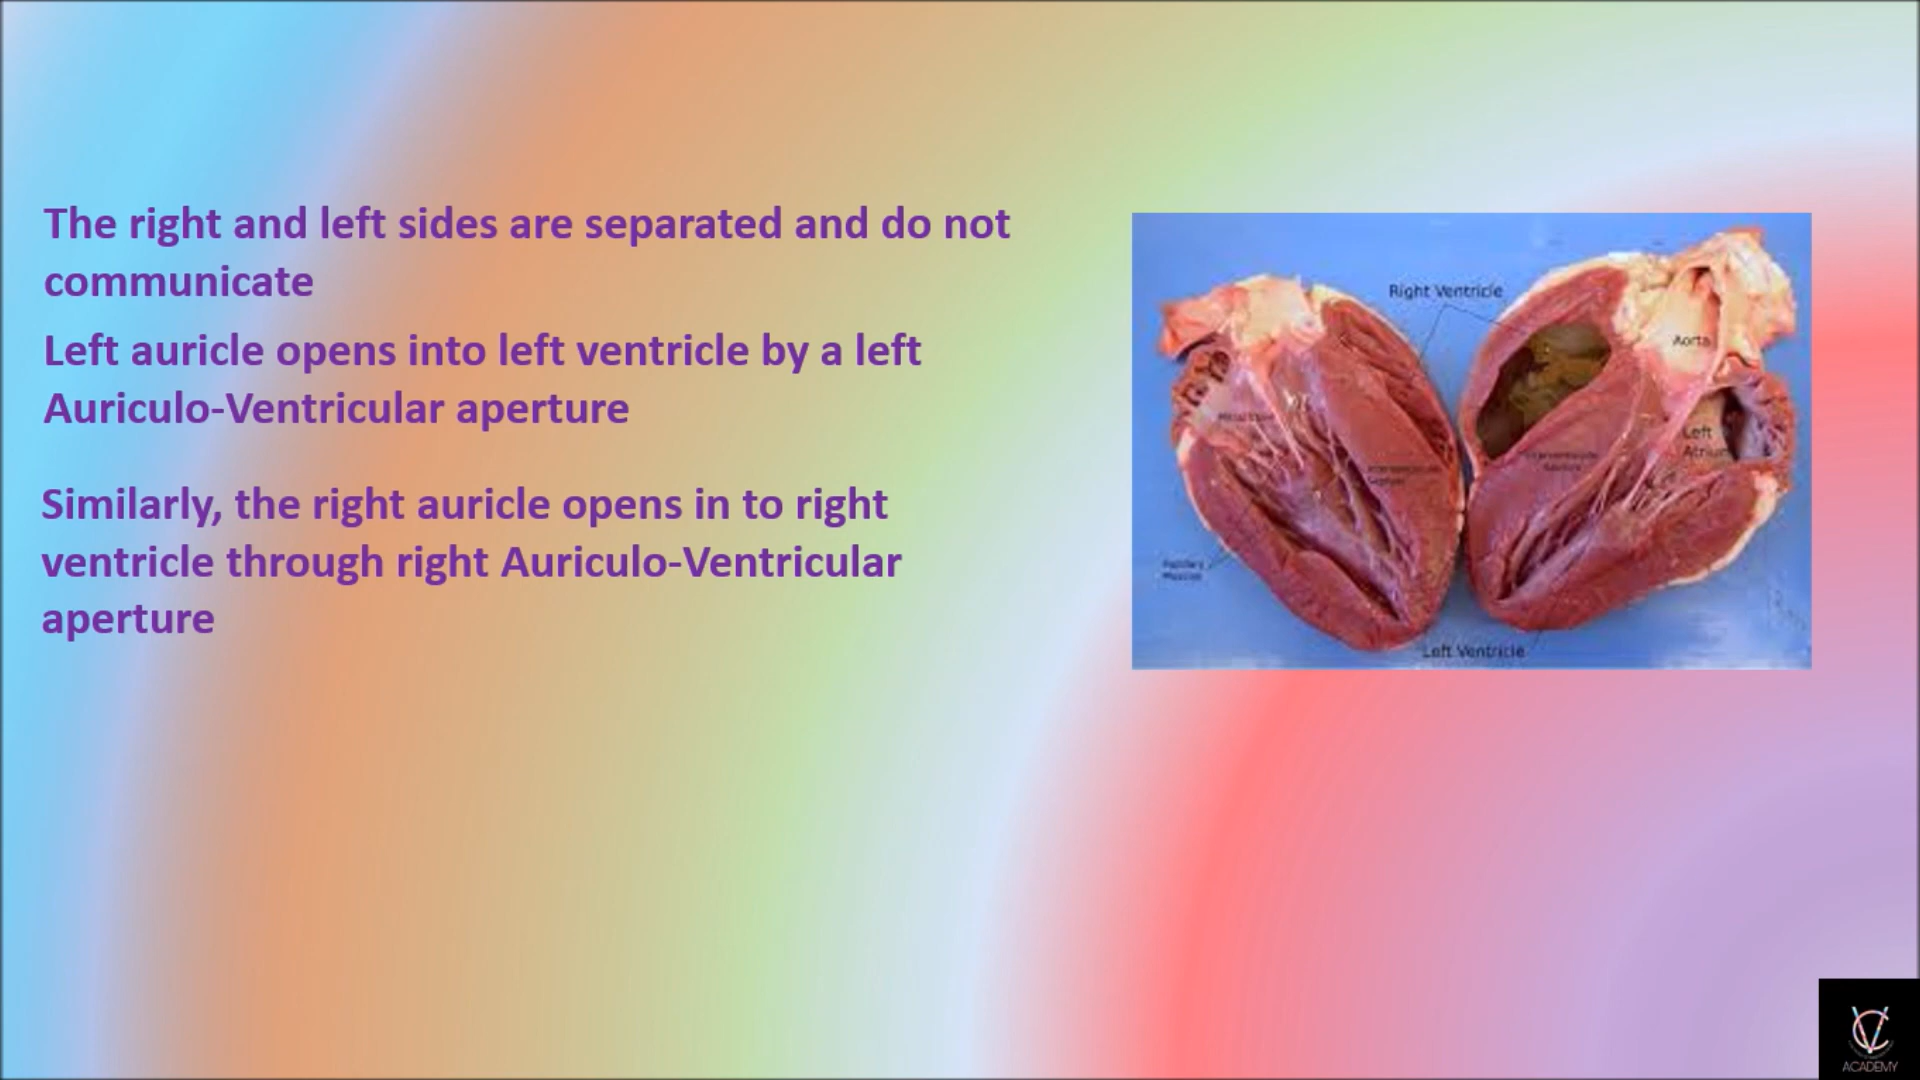 The right and left sides are separated and do not
communicate
Left auricle opens into left ventricle by a left
Auriculo-Ventricular aperture
Similarly, the right auricle opens in to right
ventricle through right Auriculo-Ventricular
aperture
Right Ventricle
Aorta
Left
Atrium
Papillary
Muscles
Left Ventricle
ACADEMY